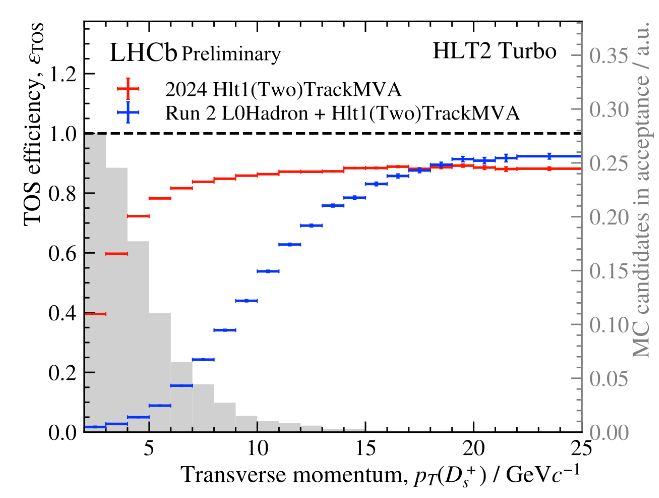 LHCb Preliminary
HLT2 Turbo
2024 Hlt1(Two)TrackMVA
Run 2 L0Hadron + Hlt1(Two)TrackMVA
TOS efficiency, ε_TOS
1.2
1.0
0.8
0.6
0.4
0.2
0.0
0.35
0.30
0.25
0.20
0.15
0.10
0.05
0.00
MC candidates in acceptance / a.u.
5 10 15 20 25
Transverse momentum, p_T(D_s^+) / GeVc^−1